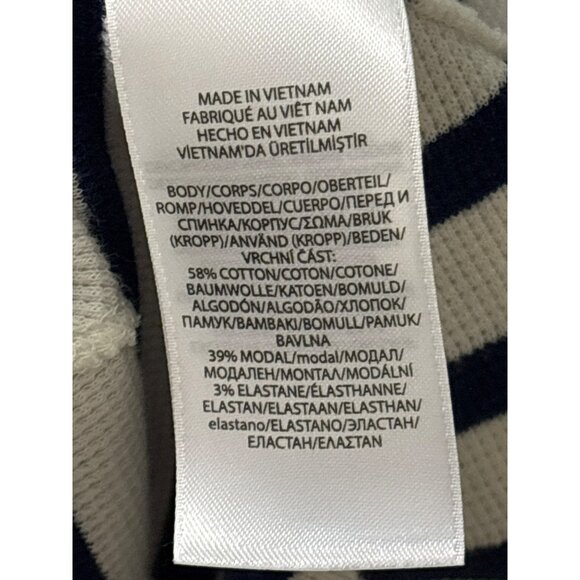 MADE IN VIETNAM
FABRIQUÉ AU VIÊT NAM
HECHO EN VIETNAM
VİETNAM'DA ÜRETİLMİŞTİR
BODY/CORPS/CORPO/OBERTEIL/
ROMP/HOVEDDEL/CUERPO/ПЕРЕД И
СПИНКА/КОРПУС/ΣΩΜΑ/BRUK
(KROPP)/ANVÄND (KROPP)/BEDEN/
VRCHNÍ ČÁST:
58% COTTON/COTON/COTONE/
BAUMWOLLE/KATOEN/BOMULD/
ALGODÓN/ALGODÃO/ХЛОПОК/
ПАМУК/ΒΑΜΒΑΚΙ/BOMULL/PAMUK/
BAVLNA
39% MODAL/modal/МОДАЛ/
МОДАЛЕН/ΜΟΝΤΑΛ/MODÁLNÍ
3% ELASTANE/ÉLASTHANNE/
ELASTAN/ELASTAAN/ELASTHAN/
elastano/ELASTANO/ЭЛАСТАН/
ЕЛАСТАН/ΕΛΑΣΤΑΝ